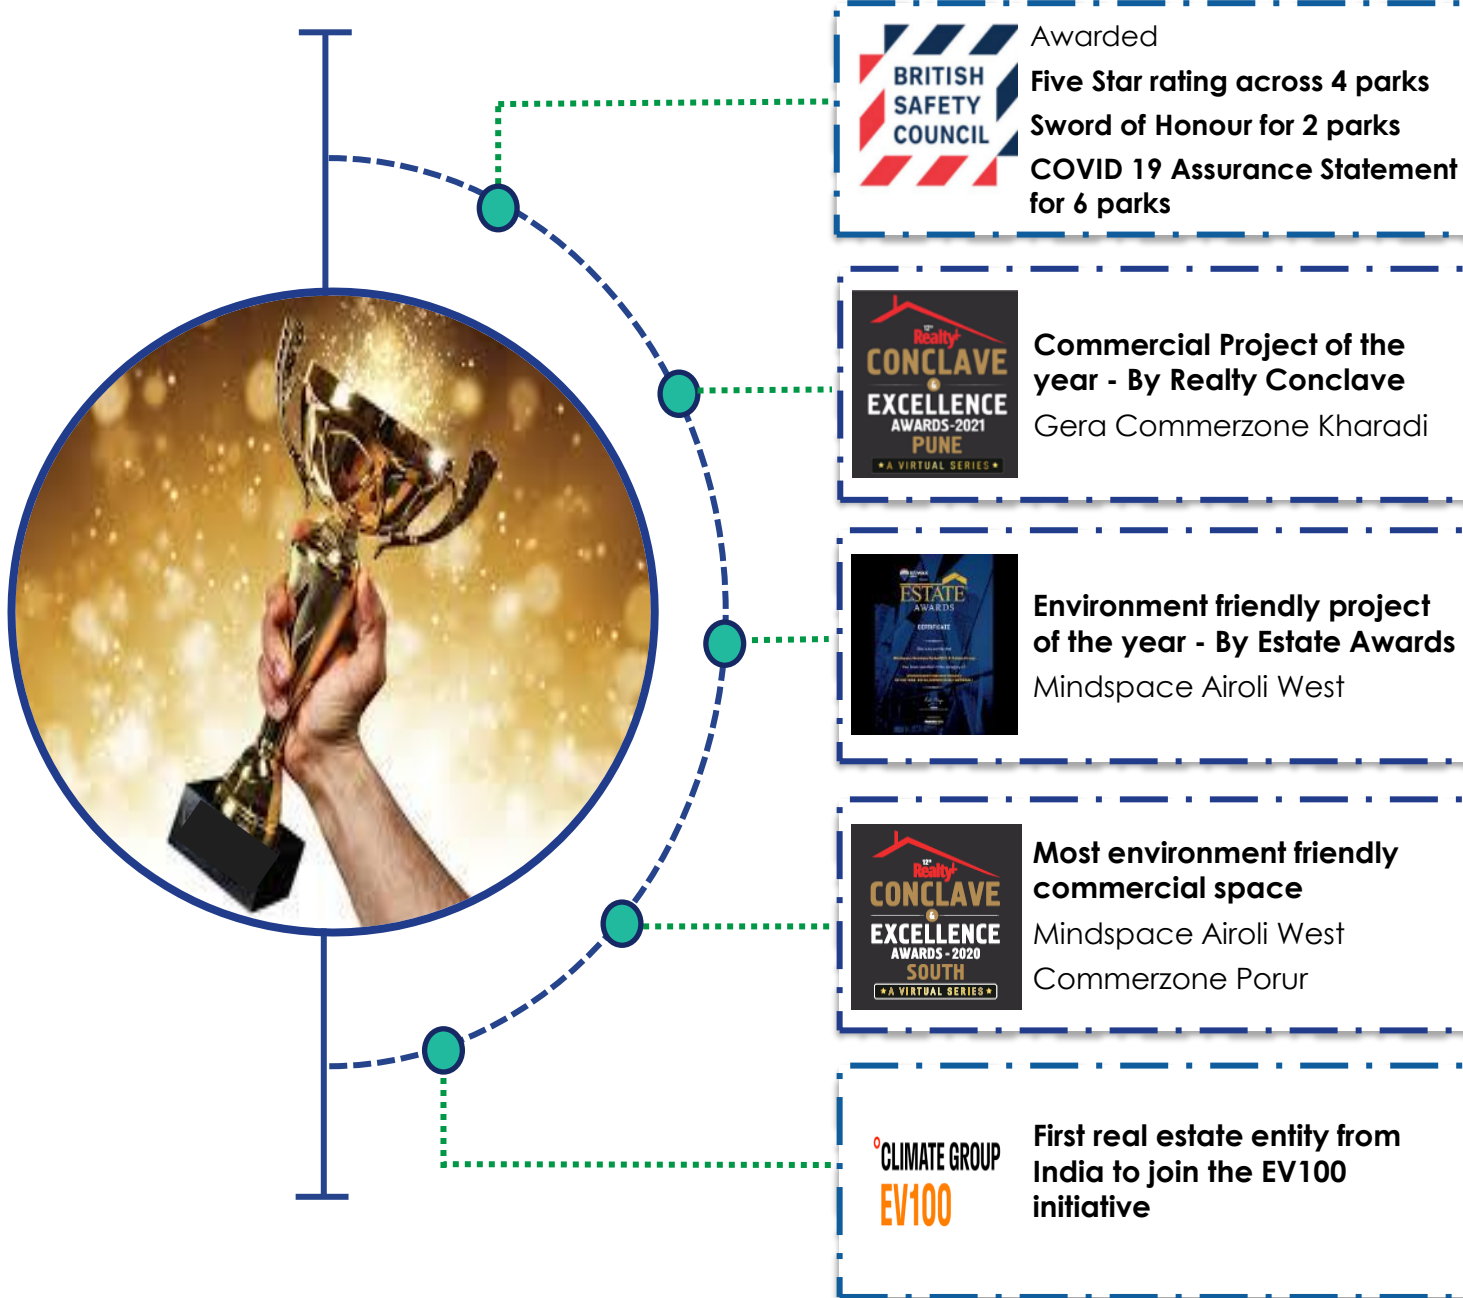 BRITISH
SAFETY
COUNCIL
Awarded
Five Star rating across 4 parks
Sword of Honour for 2 parks
COVID 19 Assurance Statement
for 6 parks
12th
Realty+
CONCLAVE
&
EXCELLENCE
AWARDS-2021
PUNE
★A VIRTUAL SERIES★
Commercial Project of the
year - By Realty Conclave
Gera Commerzone Kharadi
ESTATE
AWARDS
CERTIFICATE
Environment friendly project
of the year - By Estate Awards
Mindspace Airoli West
12th
Realty+
CONCLAVE
&
EXCELLENCE
AWARDS-2020
SOUTH
★A VIRTUAL SERIES★
Most environment friendly
commercial space
Mindspace Airoli West
Commerzone Porur
°CLIMATE GROUP
EV100
First real estate entity from
India to join the EV100
initiative